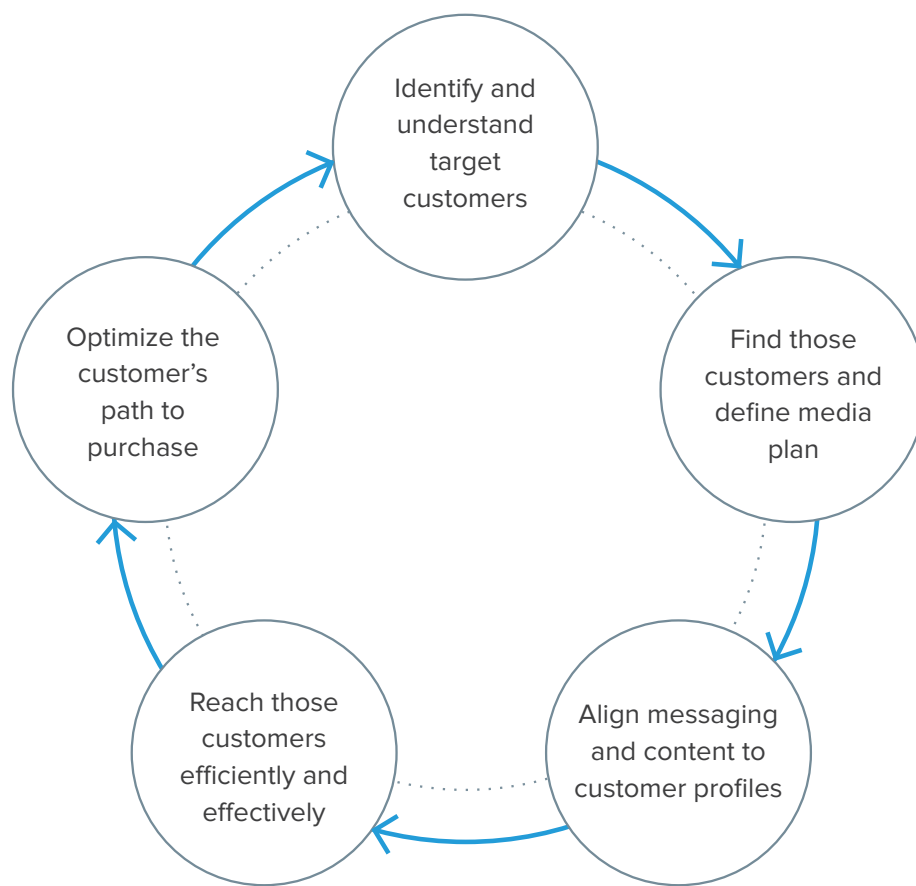 Identify and
understand
target
customers
Find those
customers and
define media
plan
Align messaging
and content to
customer profiles
Reach those
customers
efficiently and
effectively
Optimize the
customer’s
path to
purchase